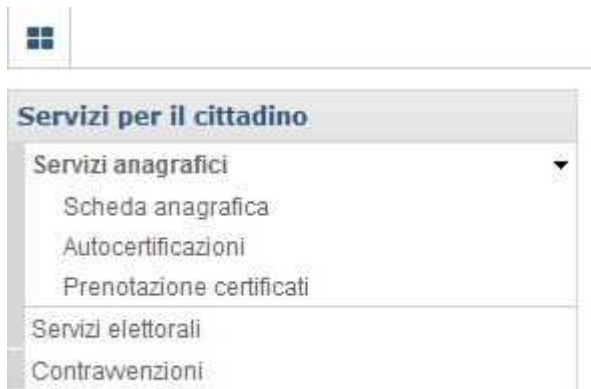 Servizi per il cittadino
Servizi anagrafici
Scheda anagrafica
Autocertificazioni
Prenotazione certificati
Servizi elettorali
Contravvenzioni